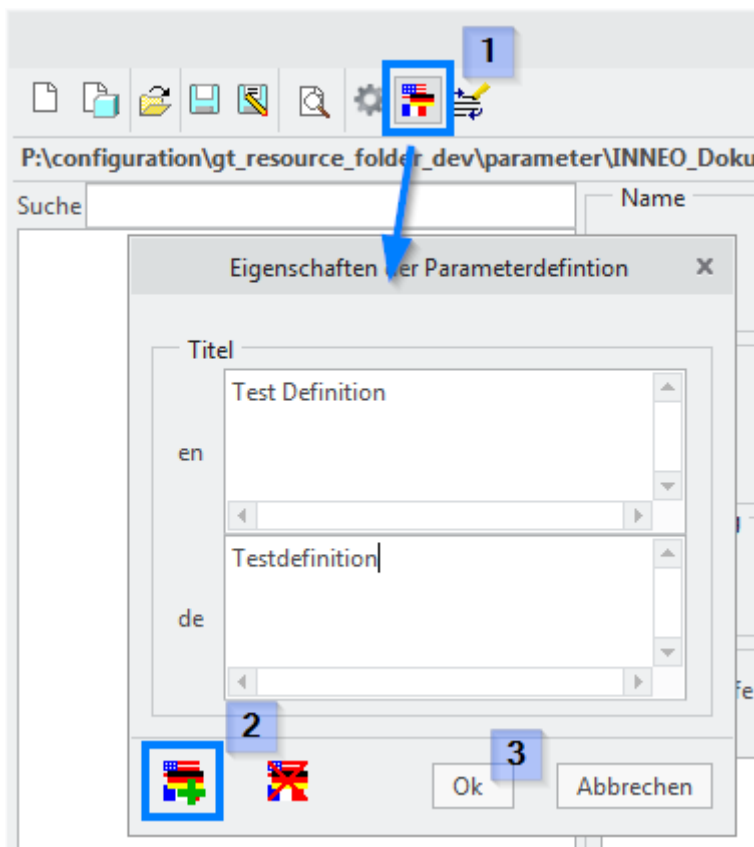 1
P:\configuration\gt_resource_folder_dev\parameter\INNEO_Doku
Suche
Name
Eigenschaften der Parameterdefintion
Titel
en
Test Definition
de
Testdefinition
2
3
Ok
Abbrechen
fe